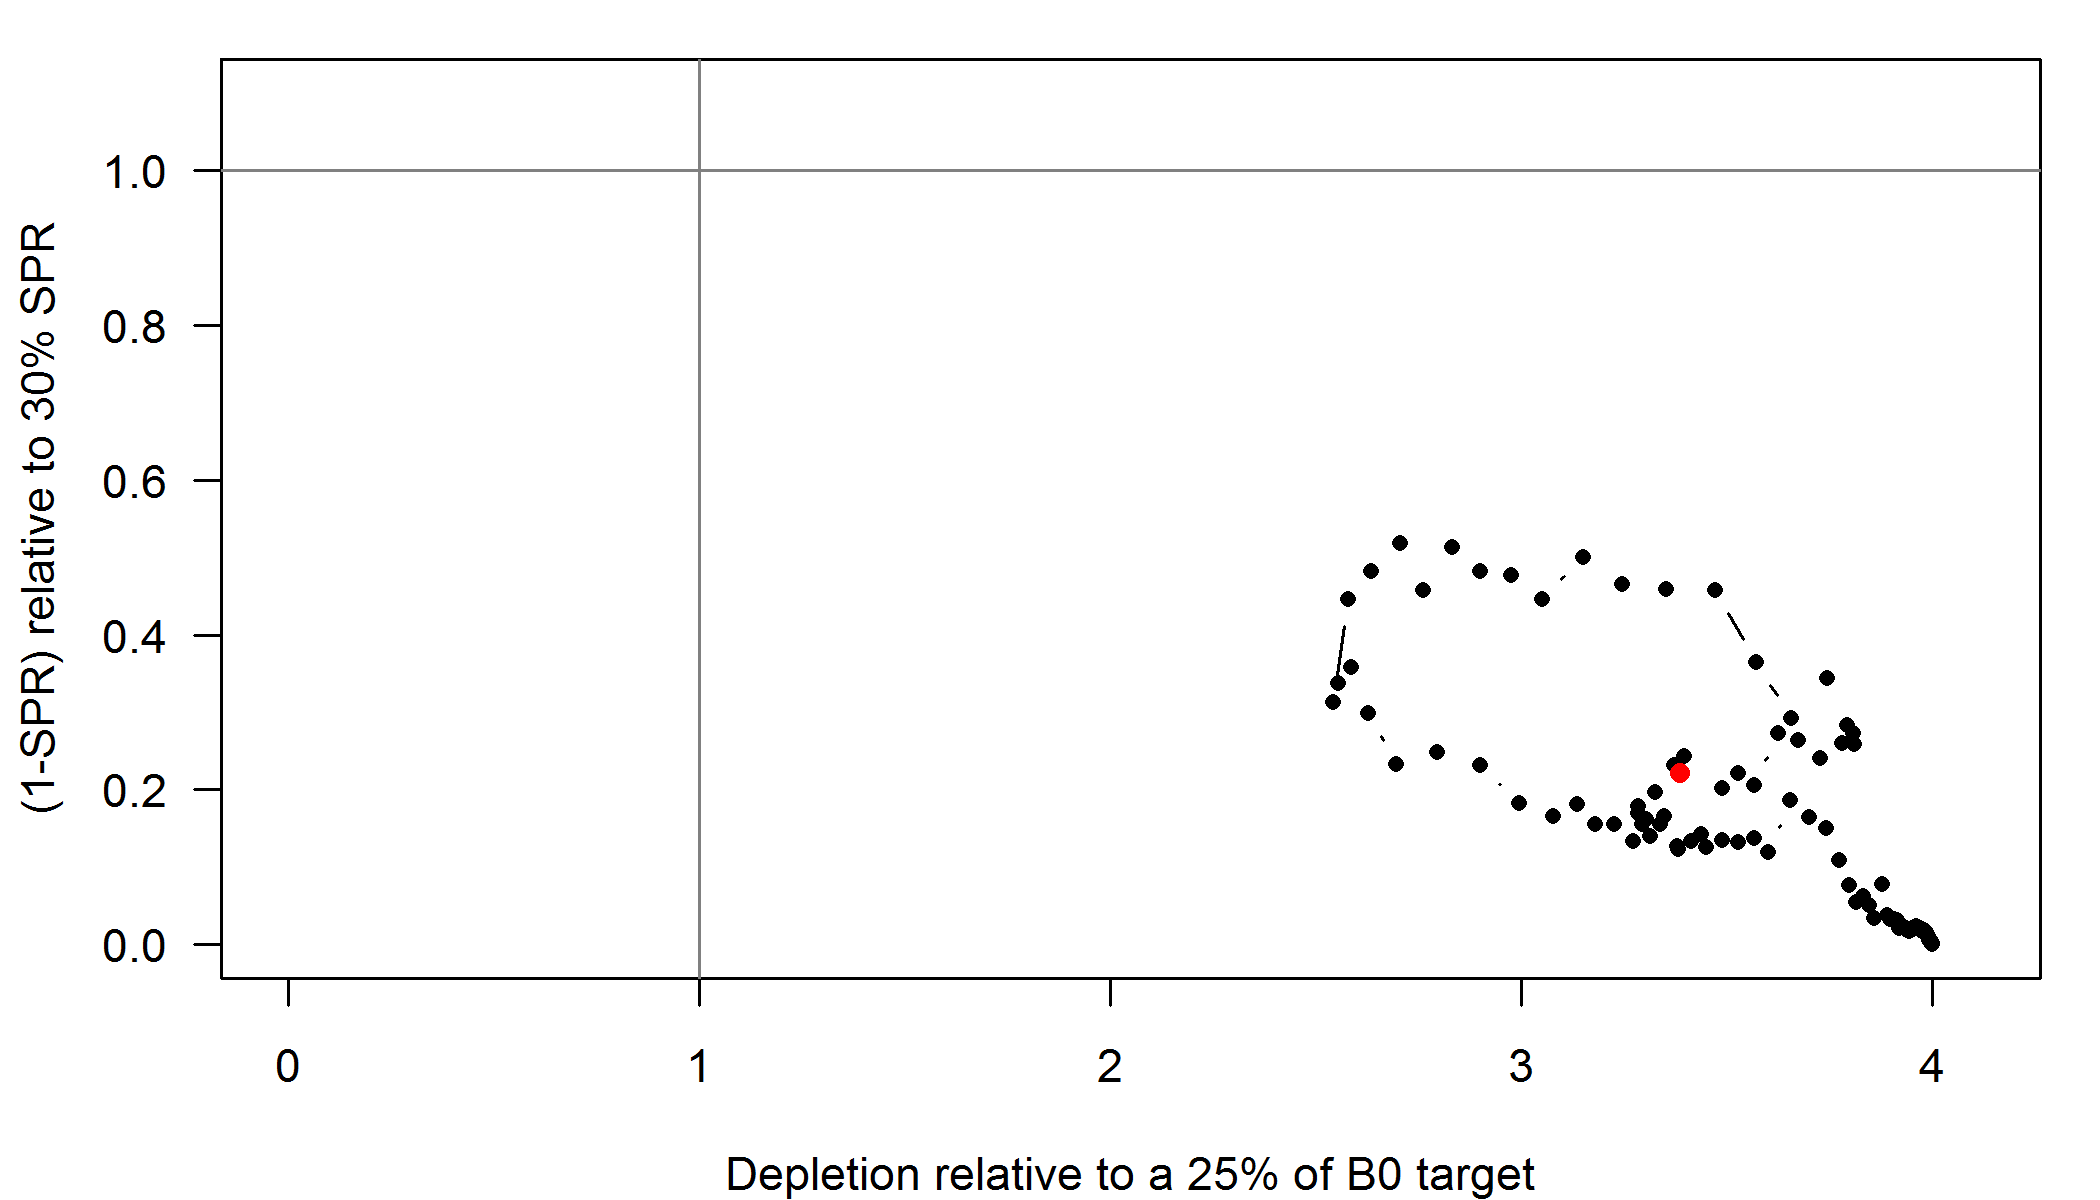 (1-SPR) relative to 30% SPR
1.0
0.8
0.6
0.4
0.2
0.0
0 1 2 3 4
Depletion relative to a 25% of B0 target